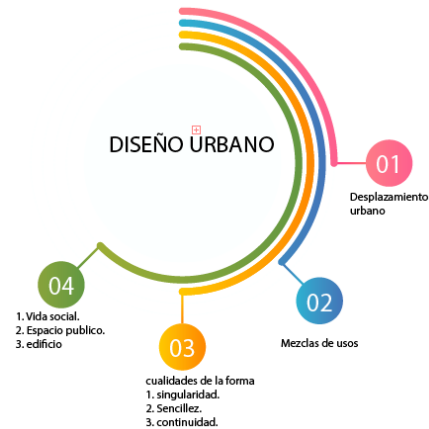 DISEÑO URBANO
01
Desplazamiento
urbano
02
Mezclas de usos
03
cualidades de la forma
1. singularidad.
2. Sencillez.
3. continuidad.
04
1. Vida social.
2. Espacio publico.
3. edificio